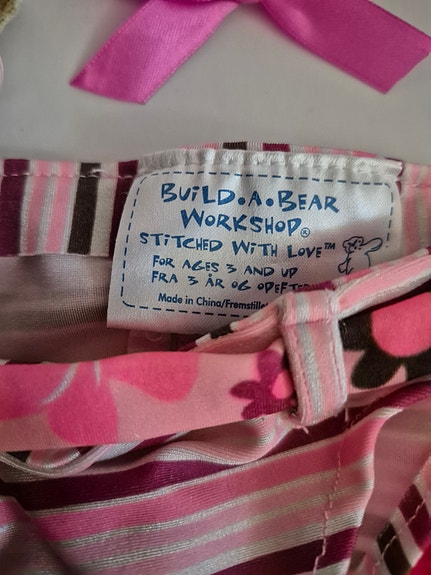 BUiLD-A-BEAR
WORKSHOP®
STiTCHED WiTH LOVE™
FOR AGES 3 AND UP
FRA 3 ÅR OG
Made in China/Fremstillet